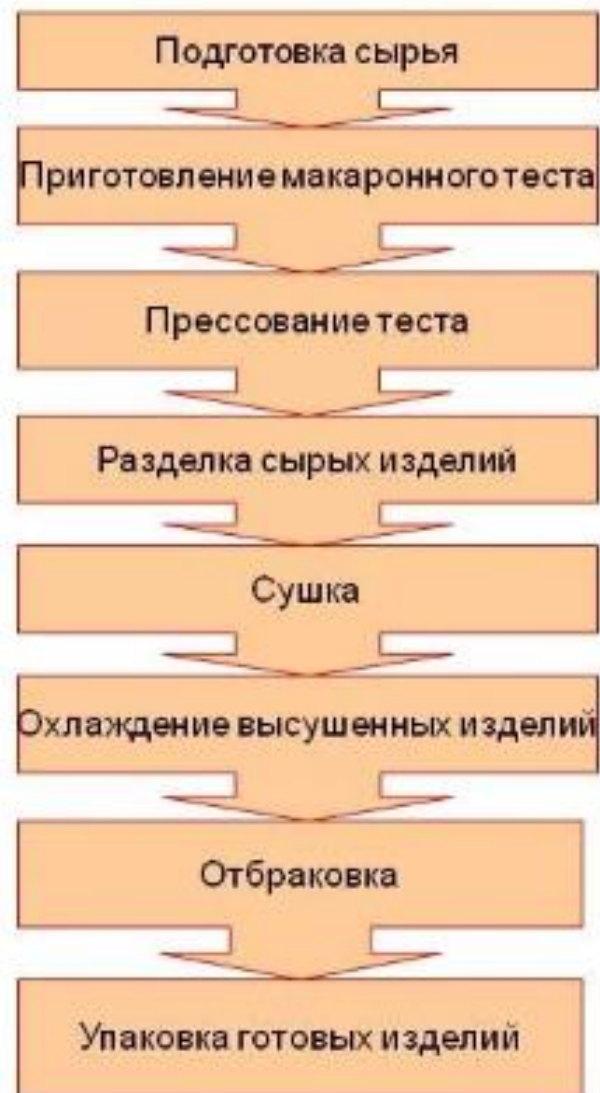 Подготовка сырья
Приготовление макаронного теста
Прессование теста
Разделка сырых изделий
Сушка
Охлаждение высушенных изделий
Отбраковка
Упаковка готовых изделий